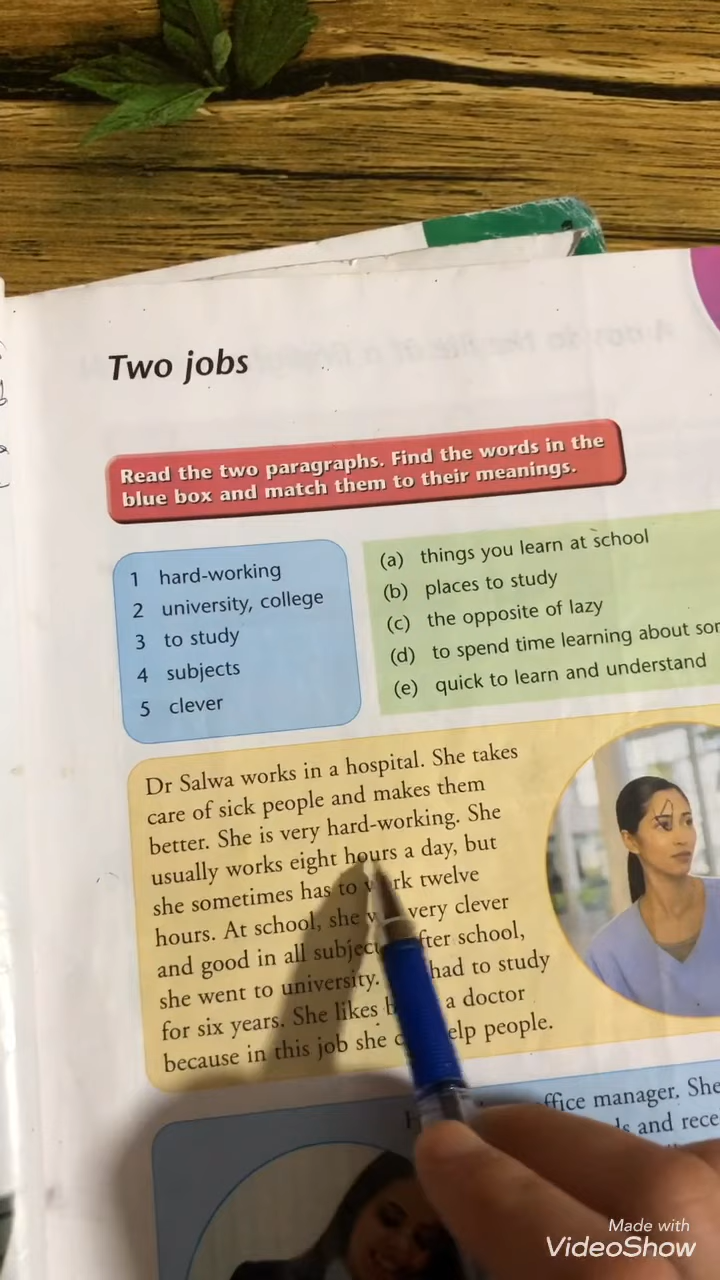 Two jobs
Read the two paragraphs. Find the words in the
blue box and match them to their meanings.
1 hard-working
2 university, college
3 to study
4 subjects
5 clever
(a) things you learn at school
(b) places to study
(c) the opposite of lazy
(d) to spend time learning about
(e) quick to learn and understand
Dr Salwa works in a hospital. She takes
care of sick people and makes them
better. She is very hard-working. She
usually works eight hours a day, but
she sometimes has to twelve
hours. At school, she very clever
and good in all school,
she went to university. had to study
for six years. She likes a doctor
because in this job she people.
manager. She
and
Made with
VideoShow